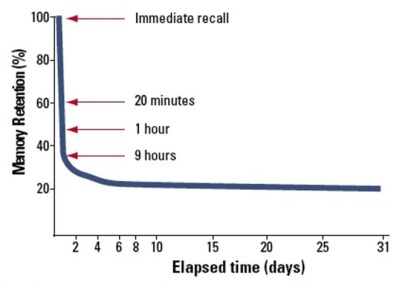 Memory Retention (%)
100
80
60
40
20
Immediate recall
20 minutes
1 hour
9 hours
2 4 6 8 10 15 20 25 31
Elapsed time (days)